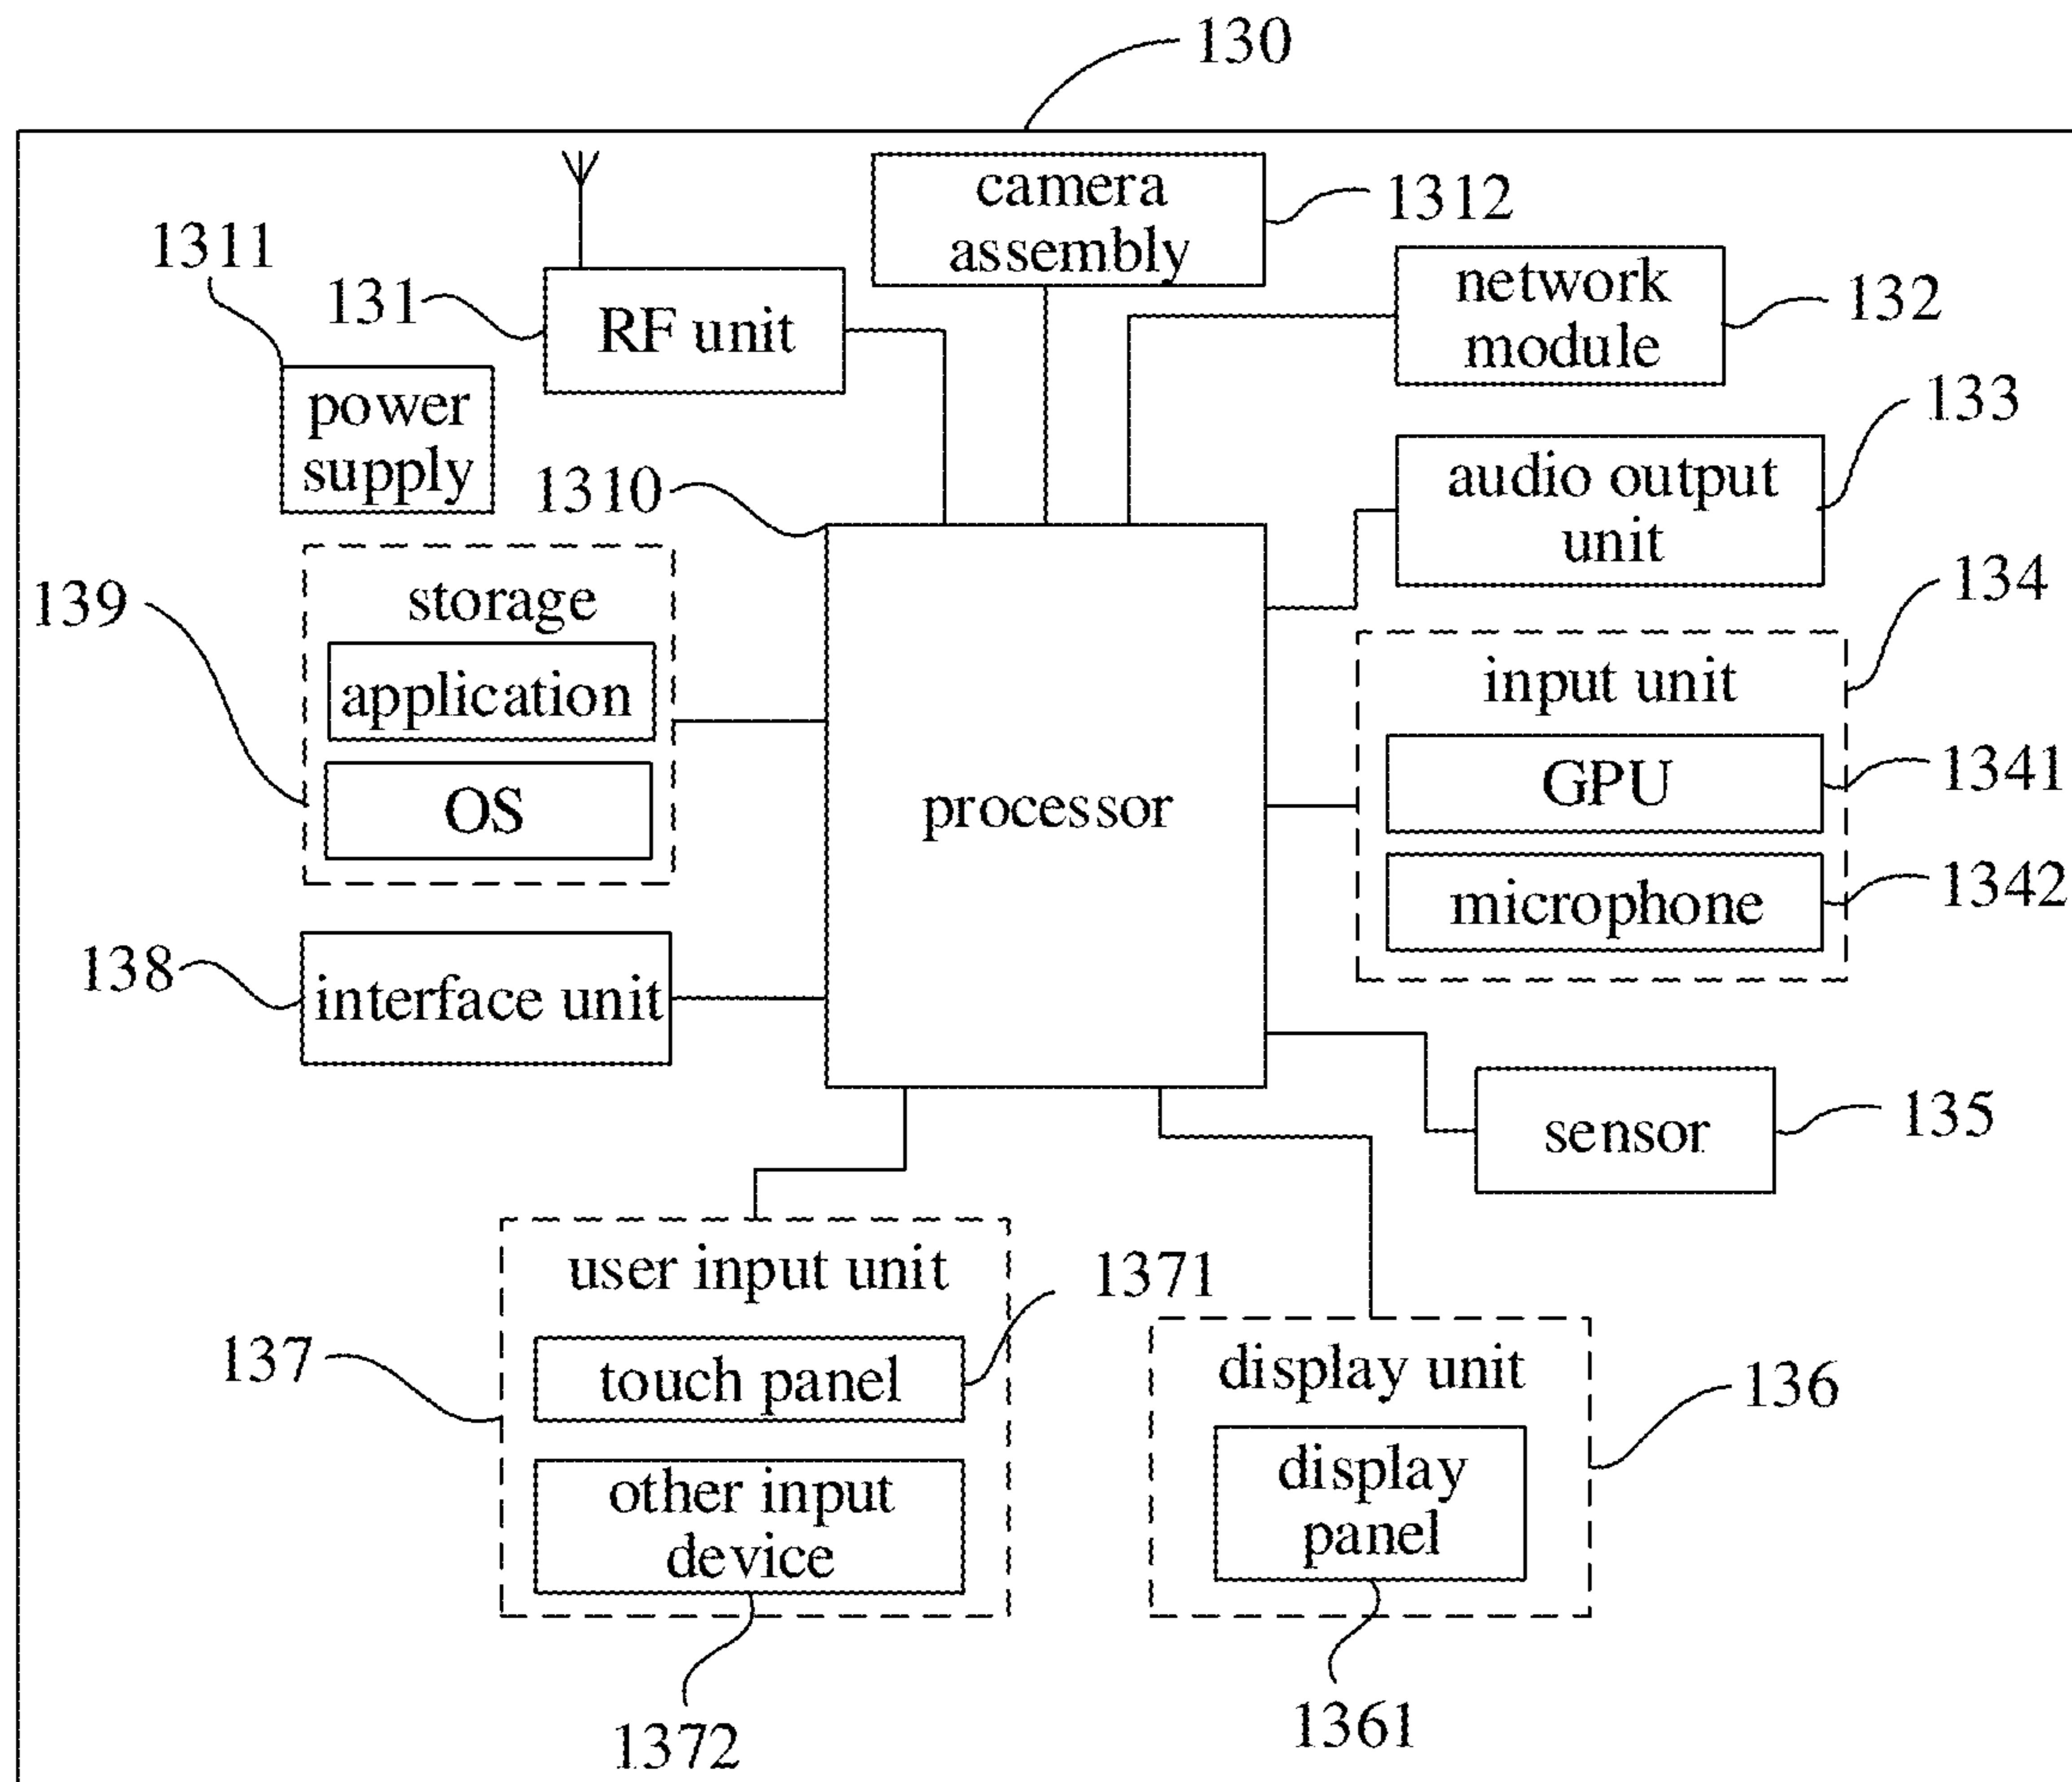 130
camera
assembly
1312
1311
131
RF unit
network
module
132
power
supply
133
audio output
unit
1310
134
139
storage
application
OS
processor
input unit
GPU
1341
microphone
1342
138
interface unit
sensor
135
user input unit
1371
137
touch panel
other input
device
1372
display unit
136
display
panel
1361